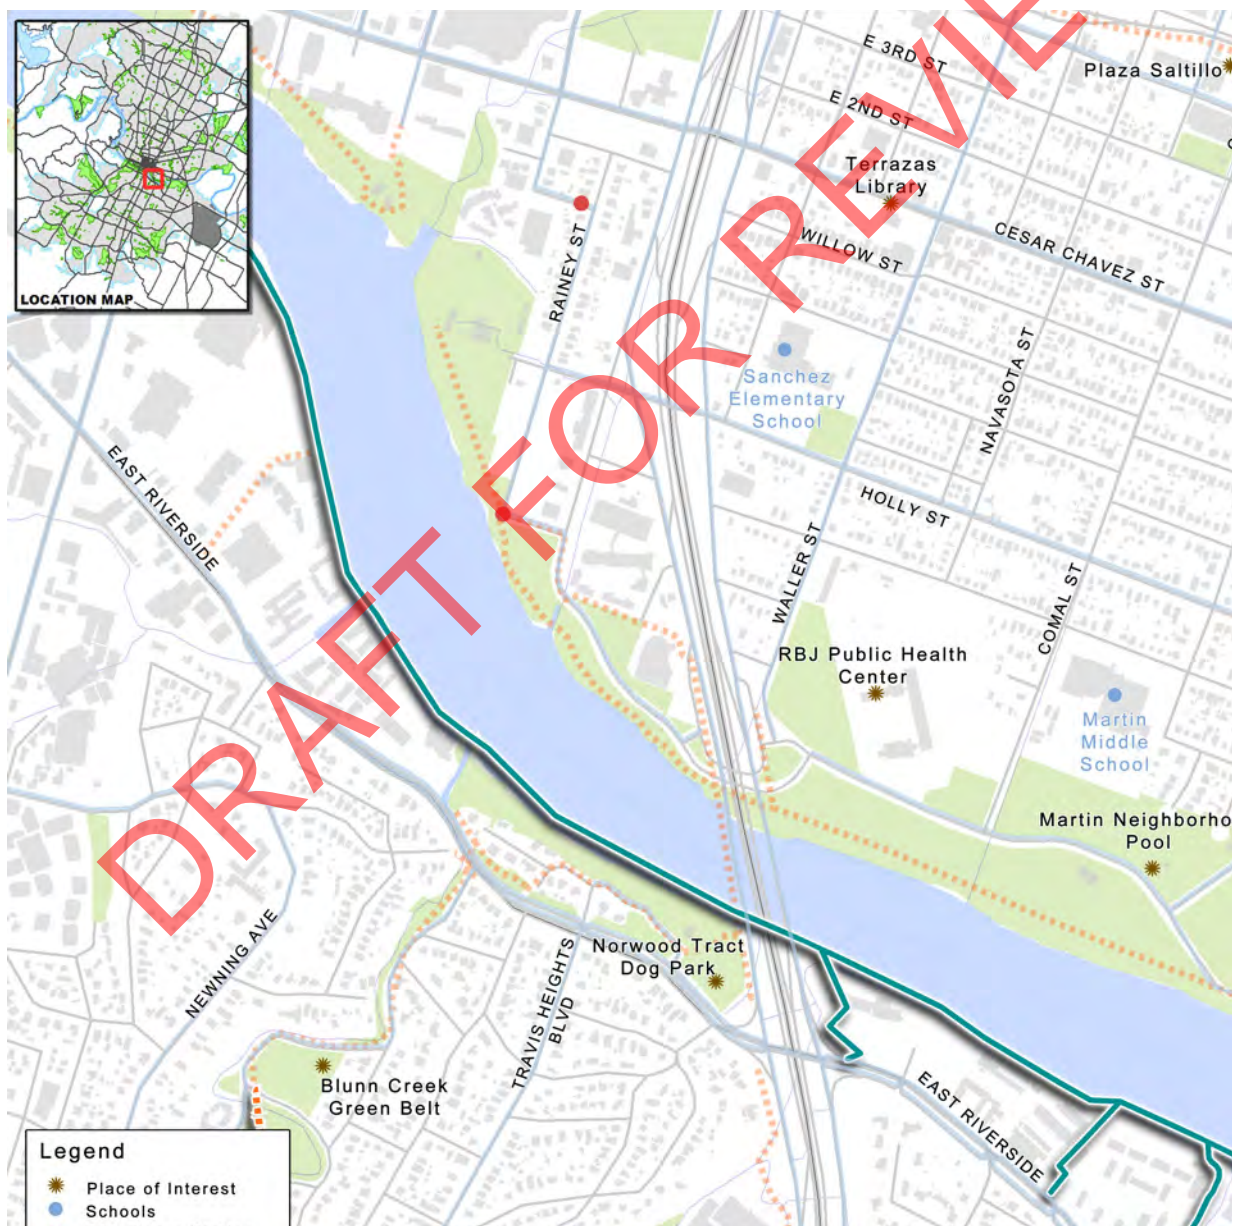 LOCATION MAP
E 3RD ST
Plaza Saltillo
E 2ND ST
Terrazas
Library
CESAR CHAVEZ ST
WILLOW ST
RAINEY ST
NAVASOTA ST
Sanchez
Elementary
School
HOLLY ST
EAST RIVERSIDE
WALLER ST
COMAL ST
RBJ Public Health
Center
Martin
Middle
School
Martin Neighborho
Pool
DRAFT FOR REVIE
NEWNING AVE
Norwood Tract
Dog Park
TRAVIS HEIGHTS
BLVD
Blunn Creek
Green Belt
EAST RIVERSIDE
Legend
Place of Interest
Schools